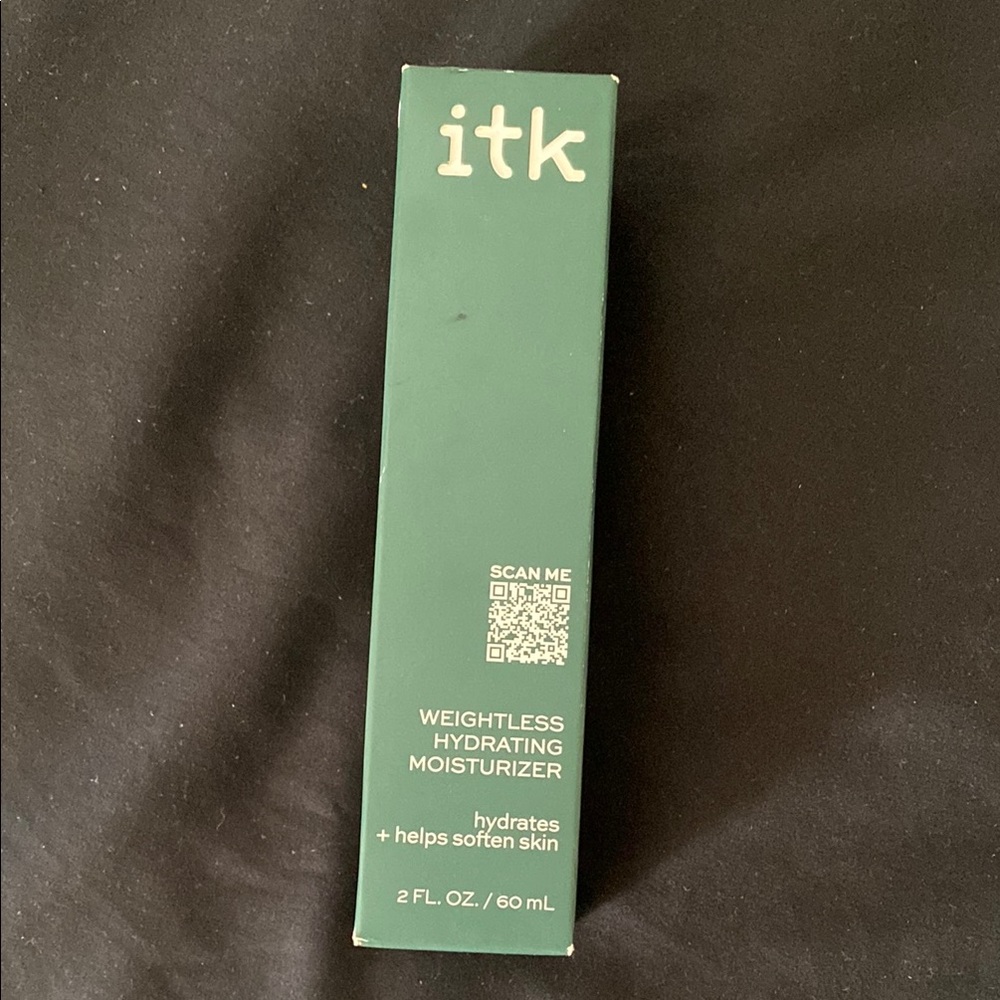 itk
SCAN ME
WEIGHTLESS
HYDRATING
MOISTURIZER
hydrates
+ helps soften skin
2 FL. OZ. / 60 mL